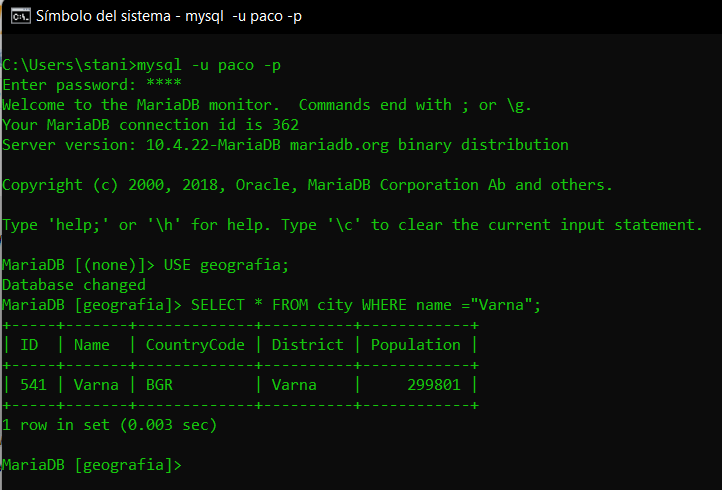 Símbolo del sistema - mysql  -u paco -p
C:\Users\stani>mysql -u paco -p
Enter password: ****
Welcome to the MariaDB monitor.  Commands end with ; or \g.
Your MariaDB connection id is 362
Server version: 10.4.22-MariaDB mariadb.org binary distribution
Copyright (c) 2000, 2018, Oracle, MariaDB Corporation Ab and others.
Type 'help;' or '\h' for help. Type '\c' to clear the current input statement.
MariaDB [(none)]> USE geografia;
Database changed
MariaDB [geografia]> SELECT * FROM city WHERE name ="Varna";
+-----+-------+-------------+----------+------------+
| ID  | Name  | CountryCode | District | Population |
+-----+-------+-------------+----------+------------+
| 541 | Varna | BGR         | Varna    |     299801 |
+-----+-------+-------------+----------+------------+
1 row in set (0.003 sec)
MariaDB [geografia]>